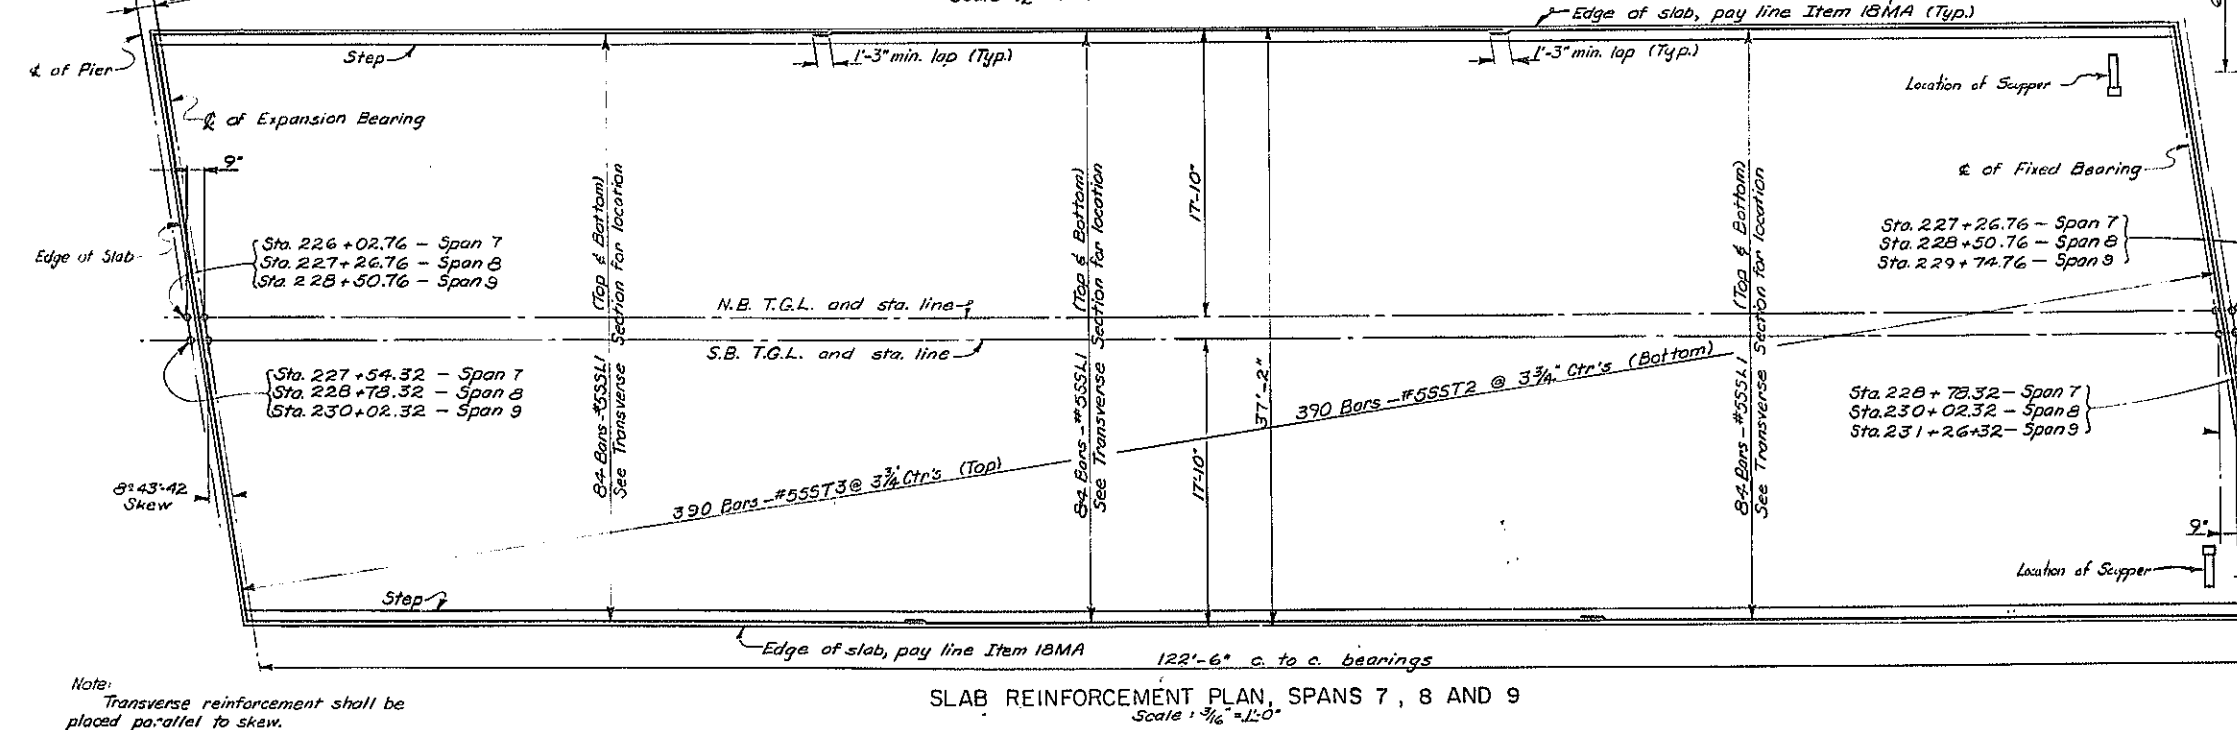 Edge of slab, pay line Item 18MA (Typ.)
℄ of Pier
Step
1'-3" min. lap (Typ.)
1'-3" min. lap (Typ.)
Location of Scupper
℄ of Expansion Bearing
9"
17'-10"
℄ of Fixed Bearing
Edge of Slab
Sta. 226+02.76 - Span 7
Sta. 227+26.76 - Span 8
Sta. 228+50.76 - Span 9
Sta. 227+26.76 - Span 7
Sta. 228+50.76 - Span 8
Sta. 229+74.76 - Span 9
84 Bars - #5SSL1 (Top & Bottom)
See Transverse Section for location
84 Bars - #5SSL1 (Top & Bottom)
See Transverse Section for location
84 Bars - #5SSL1 (Top & Bottom)
See Transverse Section for location
N.B. T.G.L. and sta. line
S.B. T.G.L. and sta. line
Sta. 227+54.32 - Span 7
Sta. 228+78.32 - Span 8
Sta. 230+02.32 - Span 9
37'-2"
390 Bars - #5SST2 @ 3¾" Ctr's (Bottom)
Sta. 228+78.32 - Span 7
Sta. 230+02.32 - Span 8
Sta. 231+26+32 - Span 9
390 Bars - #5SST3 @ 3¾" Ctr's (Top)
17'-10"
8°43'-42
Skew
9"
Location of Scupper
Step
Edge of slab, pay line Item 18MA
122'-6" c. to c. bearings
Note:
Transverse reinforcement shall be
placed parallel to skew.
SLAB REINFORCEMENT PLAN, SPANS 7, 8 AND 9
Scale: 3/16" = 1'-0"